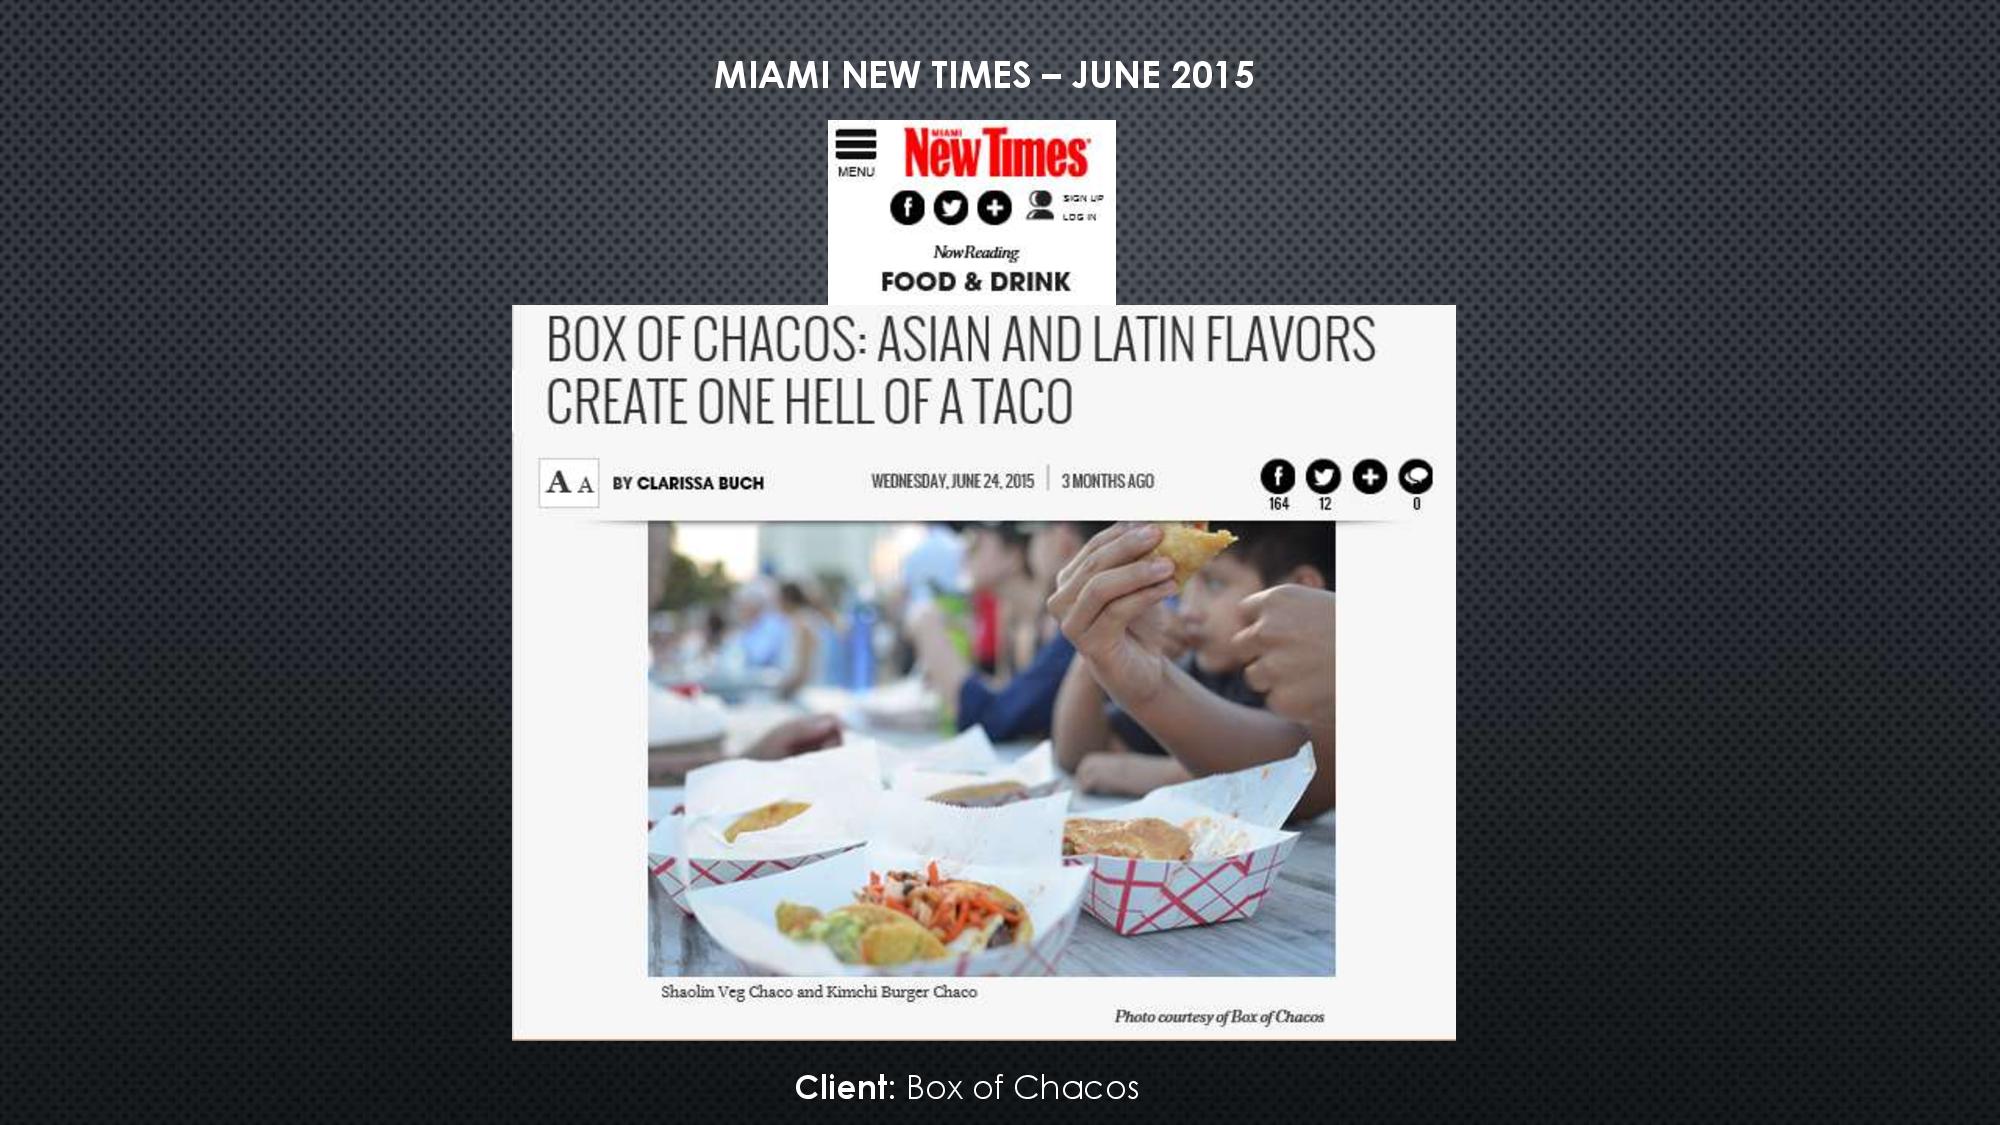 MIAMI NEW TIMES – JUNE 2015
MENU
MIAMI
New Times
SIGN UP
LOG IN
Now Reading
FOOD & DRINK
BOX OF CHACOS: ASIAN AND LATIN FLAVORS
CREATE ONE HELL OF A TACO
A A BY CLARISSA BUCH WEDNESDAY, JUNE 24, 2015 | 3 MONTHS AGO
164 12 0
Shaolin Veg Chaco and Kimchi Burger Chaco
Photo courtesy of Box of Chacos
Client: Box of Chacos